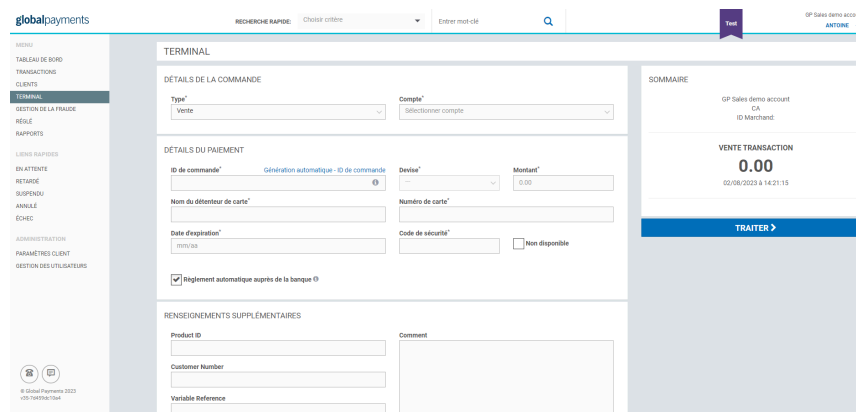 globalpayments
RECHERCHE RAPIDE: Choisir critère Entrer mot-clé
Test
GP Sales demo acco
ANTOINE
MENU
TABLEAU DE BORD
TRANSACTIONS
CLIENTS
TERMINAL
GESTION DE LA FRAUDE
RÉGLÉ
RAPPORTS
LIENS RAPIDES
EN ATTENTE
RETARDÉ
SUSPENDU
ANNULÉ
ÉCHEC
ADMINISTRATION
PARAMÈTRES CLIENT
GESTION DES UTILISATEURS
© Global Payments 2023
TERMINAL
DÉTAILS DE LA COMMANDE
Type* Compte*
Vente Sélectionner compte
DÉTAILS DU PAIEMENT
ID de commande* Génération automatique - ID de commande Devise* Montant*
--- 0.00
Nom du détenteur de carte* Numéro de carte*
Date d'expiration* Code de sécurité*
mm/aa Non disponible
Règlement automatique auprès de la banque
RENSEIGNEMENTS SUPPLÉMENTAIRES
Product ID Comment
Customer Number
Variable Reference
SOMMAIRE
GP Sales demo account
CA
ID Marchand:
VENTE TRANSACTION
0.00
02/08/2023 à 14:21:15
TRAITER >